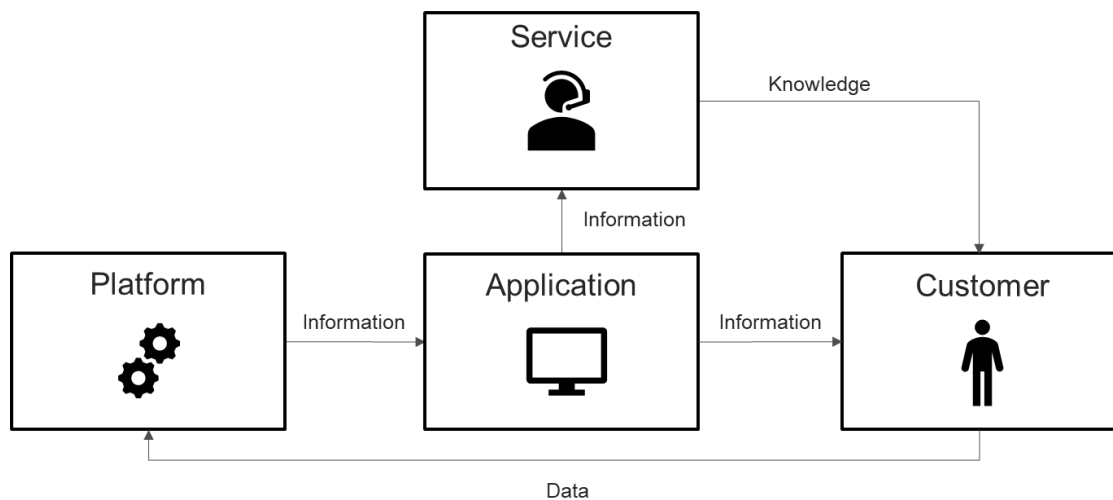 Service
Knowledge
Information
Platform
Application
Customer
Information
Information
Data